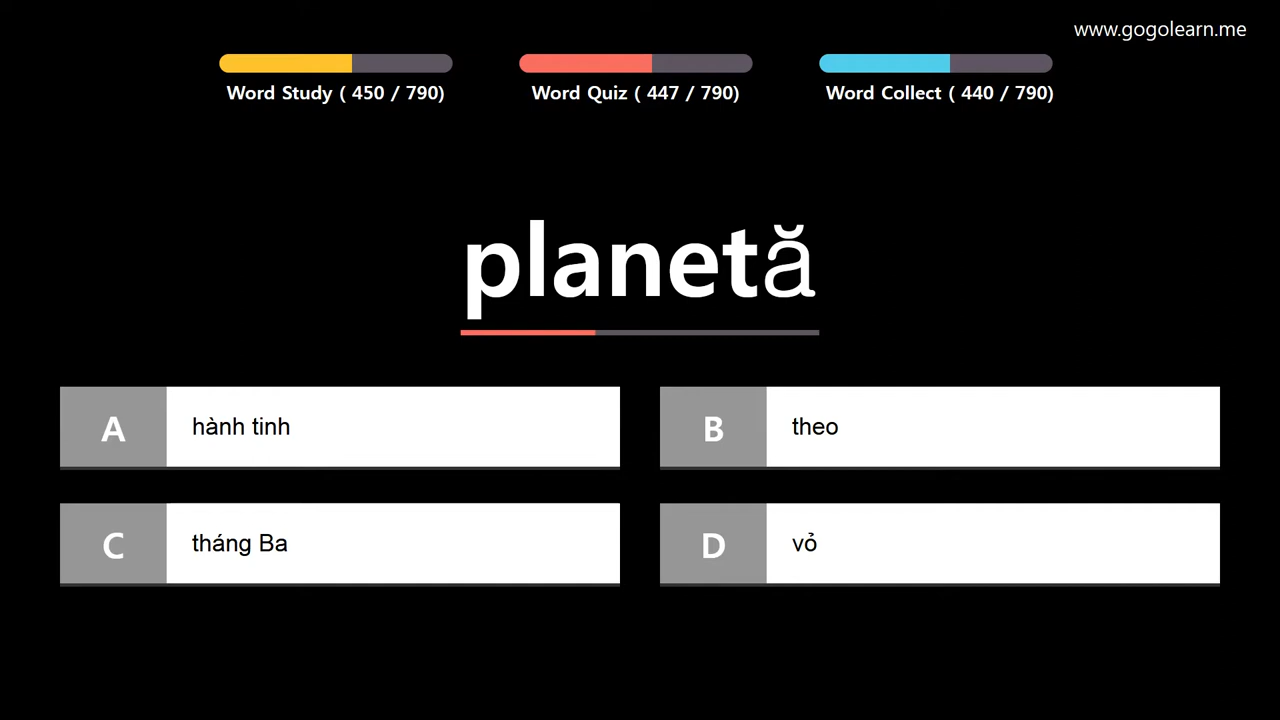 www.gogolearn.me
Word Study ( 450 / 790)
Word Quiz ( 447 / 790)
Word Collect ( 440 / 790)
planetă
A hành tinh
B theo
C tháng Ba
D vỏ